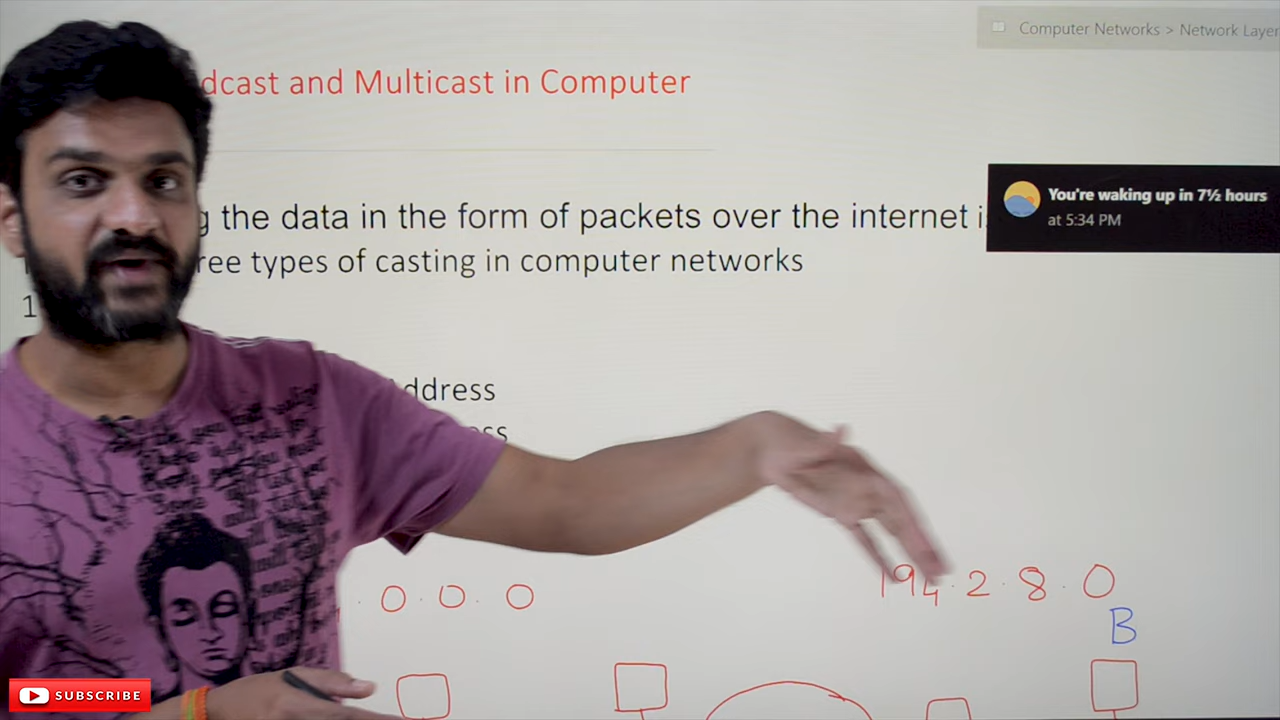 Computer Networks > Network Layer
dcast and Multicast in Computer
You're waking up in 7½ hours
at 5:34 PM
g the data in the form of packets over the internet i
ree types of casting in computer networks
1
ddress
ss
0.0.0
194.2.8.0
B
SUBSCRIBE